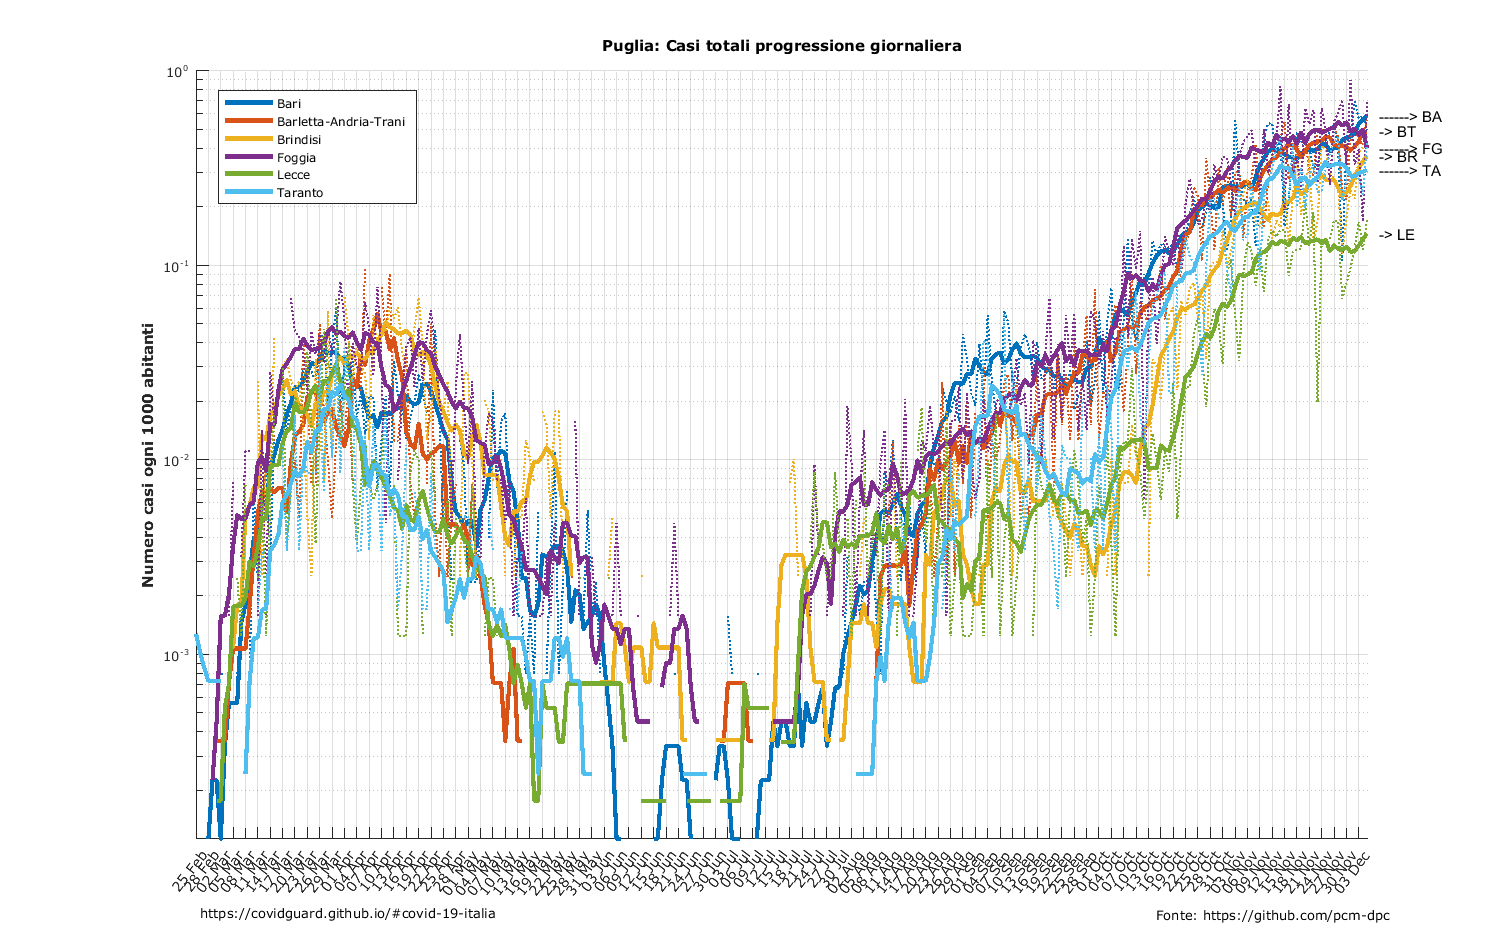 Puglia: Casi totali progressione giornaliera
10⁰
10⁻¹
10⁻²
10⁻³
Numero casi ogni 1000 abitanti
Bari
Barletta-Andria-Trani
Brindisi
Foggia
Lecce
Taranto
------> BA
-> BT
------> FG
-> BR
------> TA
-> LE
25 Feb
28 Feb
02 Mar
05 Mar
08 Mar
11 Mar
14 Mar
17 Mar
20 Mar
23 Mar
26 Mar
29 Mar
01 Apr
04 Apr
07 Apr
10 Apr
13 Apr
16 Apr
19 Apr
22 Apr
25 Apr
28 Apr
01 May
04 May
07 May
10 May
13 May
16 May
19 May
22 May
25 May
28 May
31 May
03 Jun
06 Jun
09 Jun
12 Jun
15 Jun
18 Jun
21 Jun
24 Jun
27 Jun
30 Jun
03 Jul
06 Jul
09 Jul
12 Jul
15 Jul
18 Jul
21 Jul
24 Jul
27 Jul
30 Jul
02 Aug
05 Aug
08 Aug
11 Aug
14 Aug
17 Aug
20 Aug
23 Aug
26 Aug
29 Aug
01 Sep
04 Sep
07 Sep
10 Sep
13 Sep
16 Sep
19 Sep
22 Sep
25 Sep
28 Sep
01 Oct
04 Oct
07 Oct
10 Oct
13 Oct
16 Oct
19 Oct
22 Oct
25 Oct
28 Oct
31 Oct
03 Nov
06 Nov
09 Nov
12 Nov
15 Nov
18 Nov
21 Nov
24 Nov
27 Nov
30 Nov
03 Dec
https://covidguard.github.io/#covid-19-italia
Fonte: https://github.com/pcm-dpc